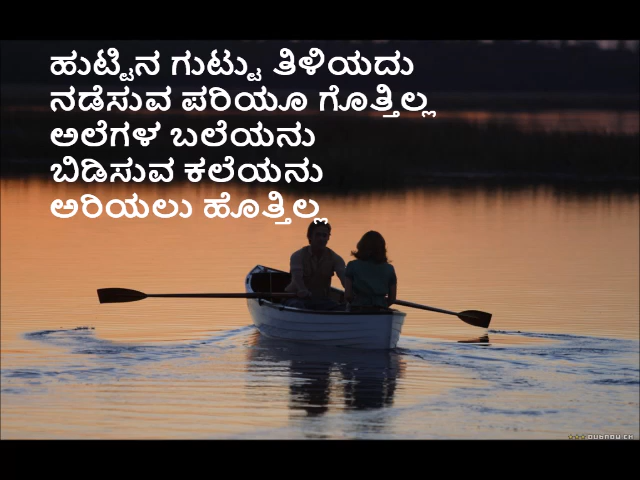 ಹುಟ್ಟಿನ ಗುಟ್ಟು ತಿಳಿಯದು
ನಡೆಸುವ ಪರಿಯೂ ಗೊತ್ತಿಲ್ಲ
ಅಲೆಗಳ ಬಲೆಯನು
ಬಿಡಿಸುವ ಕಲೆಯನು
ಅರಿಯಲು ಹೊತ್ತಿಲ್ಲ